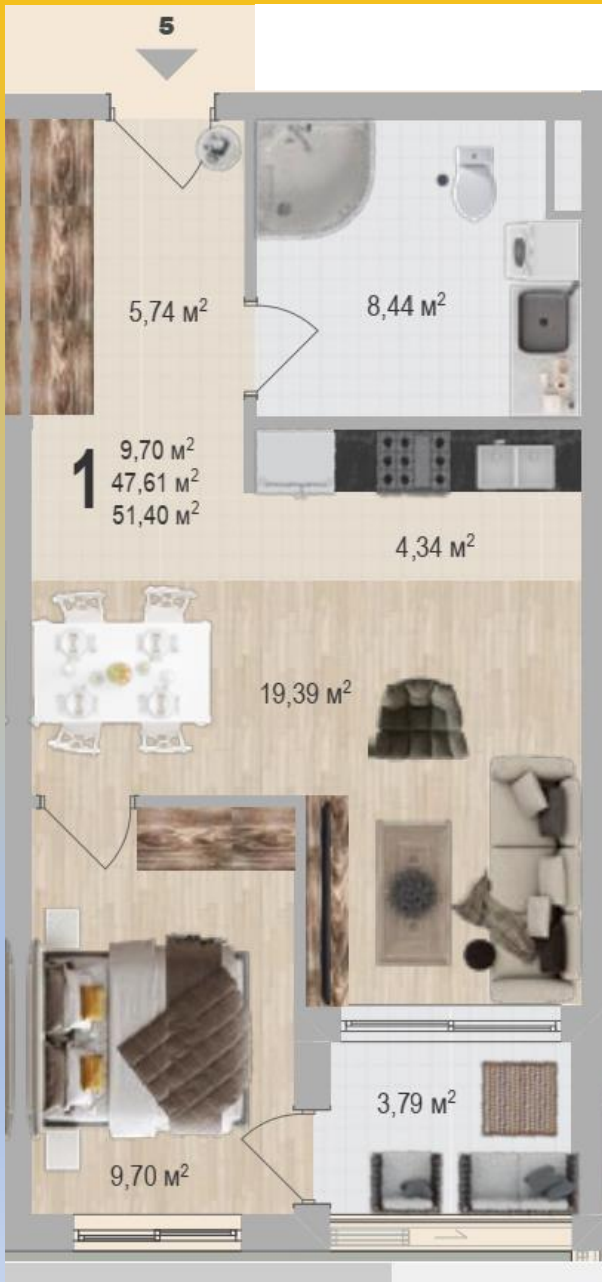 5
5,74 м²
8,44 м²
1
9,70 м²
47,61 м²
51,40 м²
4,34 м²
19,39 м²
3,79 м²
9,70 м²